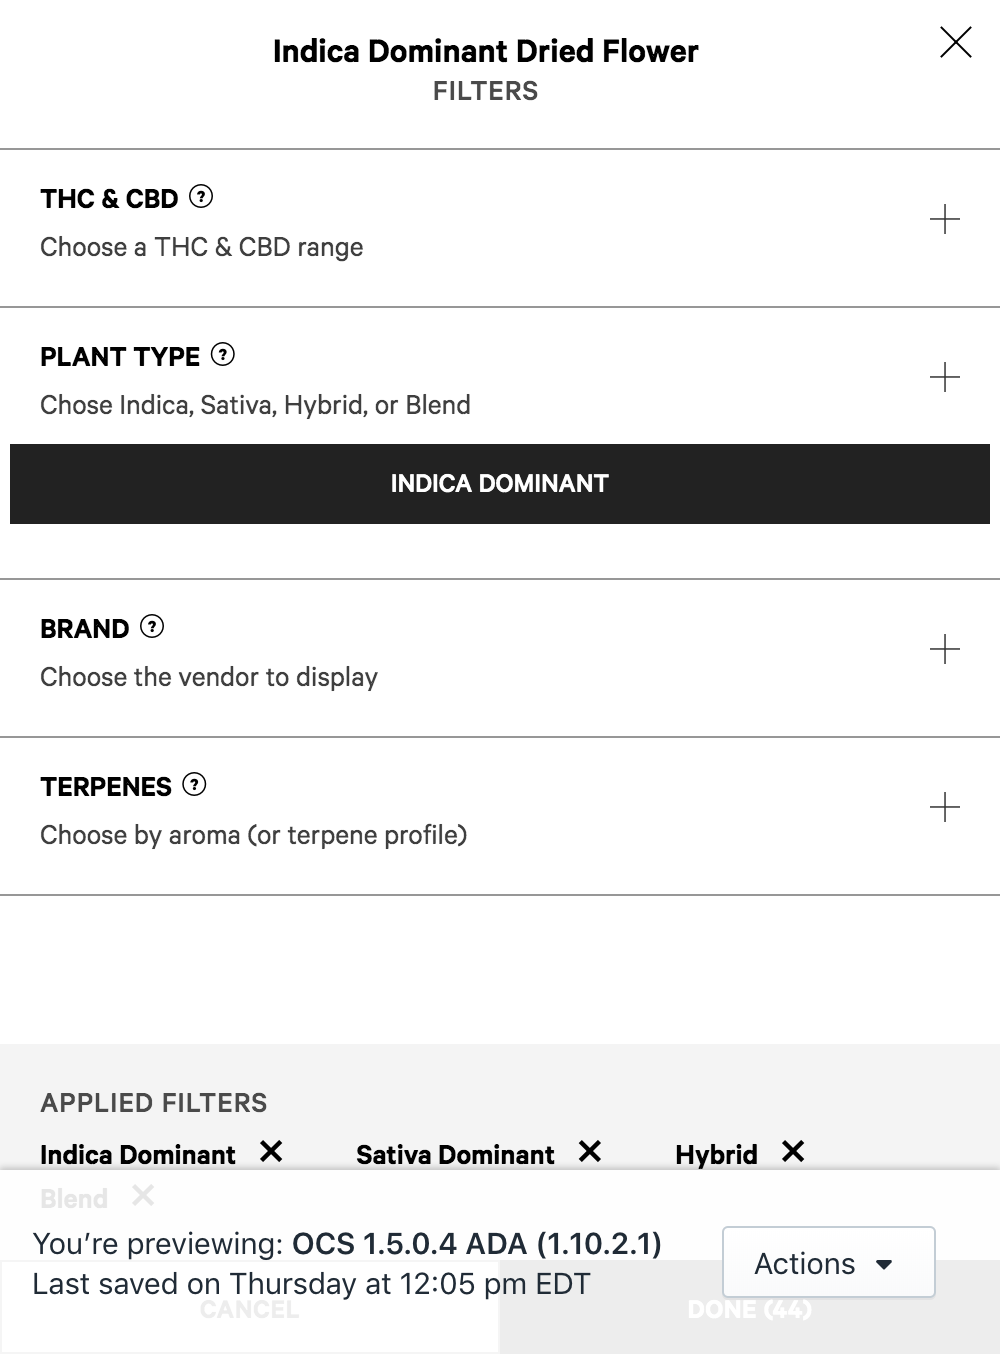 Indica Dominant Dried Flower
FILTERS
THC & CBD ?
Choose a THC & CBD range
PLANT TYPE ?
Chose Indica, Sativa, Hybrid, or Blend
INDICA DOMINANT
BRAND ?
Choose the vendor to display
TERPENES ?
Choose by aroma (or terpene profile)
APPLIED FILTERS
Indica Dominant Sativa Dominant Hybrid
Blend
You're previewing: OCS 1.5.0.4 ADA (1.10.2.1)
Last saved on Thursday at 12:05 pm EDT
Actions
CANCEL DONE (44)